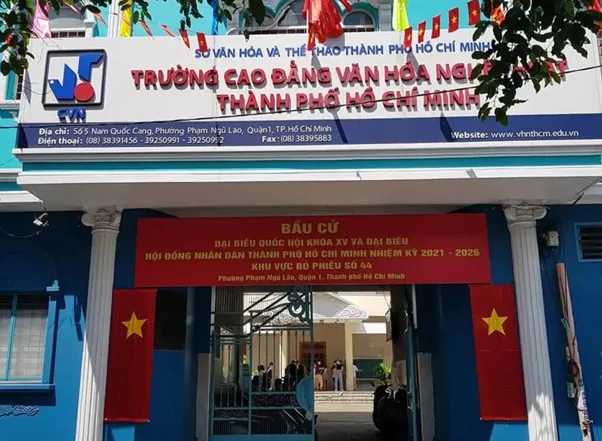 SỞ VĂN HÓA VÀ THỂ THAO THÀNH PHỐ HỒ CHÍ MINH
TRƯỜNG CAO ĐẲNG VĂN HÓA
THÀNH PHỐ HỒ CHÍ MINH
CVN
Địa chỉ: Số 5 Nam Quốc Cang, Phường Phạm Ngũ Lão, Quận 1, TP. Hồ Chí Minh
Điện thoại: (08) 38391456 - 39250991 - 39250992 Fax: (08) 38395883 Website: www.vhnthcm.edu.vn
BẦU CỬ
ĐẠI BIỂU QUỐC HỘI KHÓA XV VÀ ĐẠI BIỂU
HỘI ĐỒNG NHÂN DÂN THÀNH PHỐ HỒ CHÍ MINH NHIỆM KỲ 2021 - 2026
KHU VỰC BỎ PHIẾU SỐ 44
Phường Phạm Ngũ Lão, Quận 1, Thành phố Hồ Chí Minh